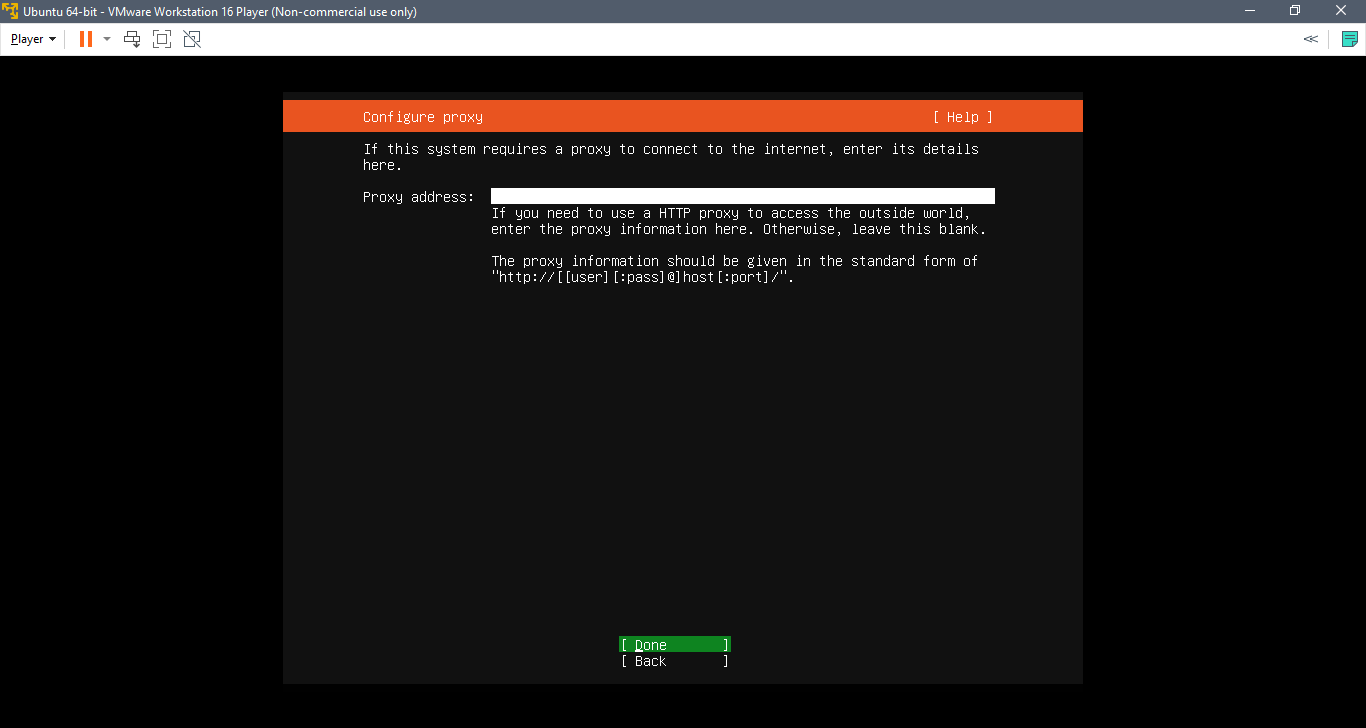 Ubuntu 64-bit - VMware Workstation 16 Player (Non-commercial use only)
Player
Configure proxy [ Help ]
If this system requires a proxy to connect to the internet, enter its details
here.
Proxy address:
If you need to use a HTTP proxy to access the outside world,
enter the proxy information here. Otherwise, leave this blank.
The proxy information should be given in the standard form of
"http://[[user][:pass]@]host[:port]/".
[ Done ]
[ Back ]